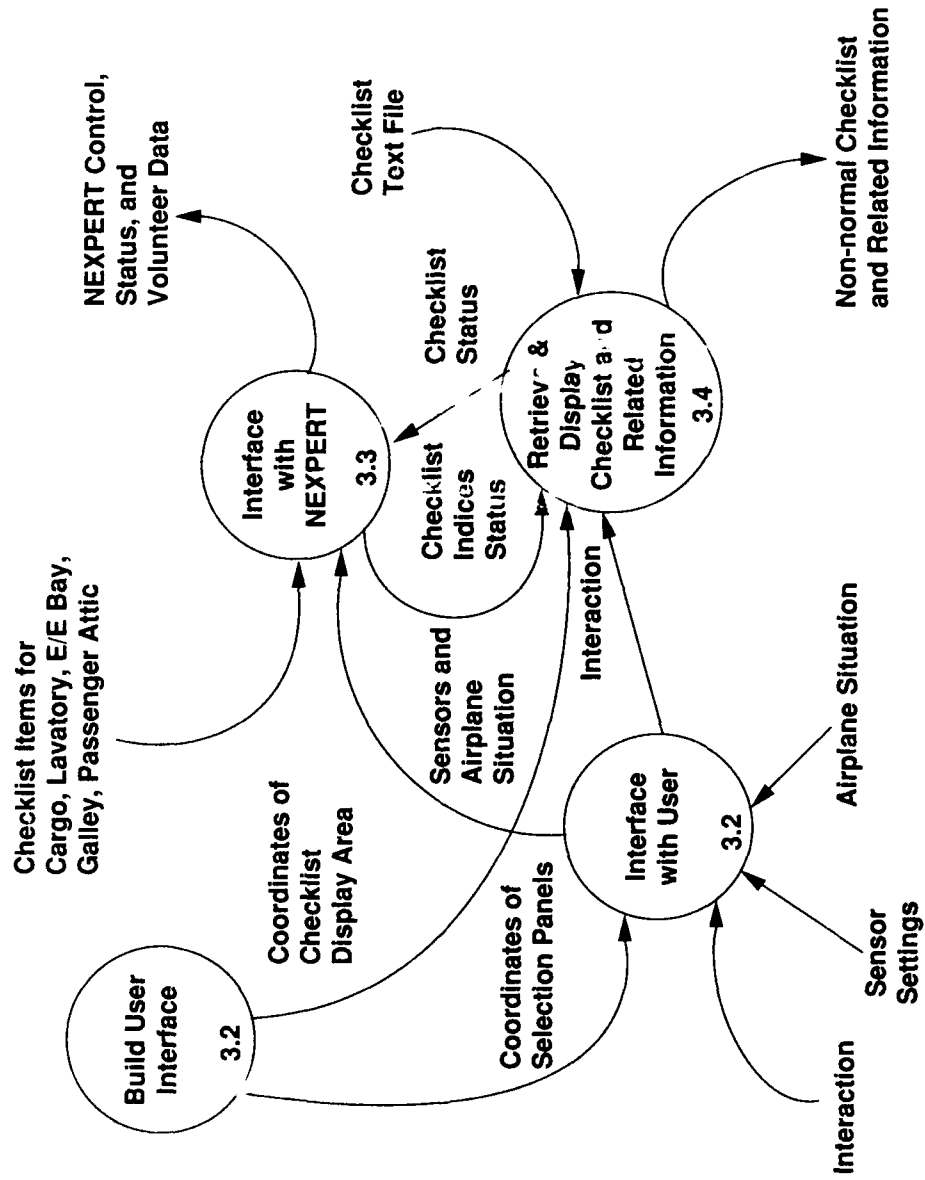 Checklist Items for
Cargo, Lavatory, E/E Bay,
Galley, Passenger Attic
NEXPERT Control,
Status, and
Volunteer Data
Build User
Interface
3.2
Interface
with
NEXPERT
3.3
Coordinates of
Checklist
Display Area
Sensors and
Airplane
Situation
Checklist
Indices
Status
Checklist
Status
Checklist
Text File
Coordinates of
Selection Panels
Interaction
Retrieve &
Display
Checklist and
Related
Information
3.4
Interface
with User
3.2
Interaction
Sensor
Settings
Airplane Situation
Non-normal Checklist
and Related Information